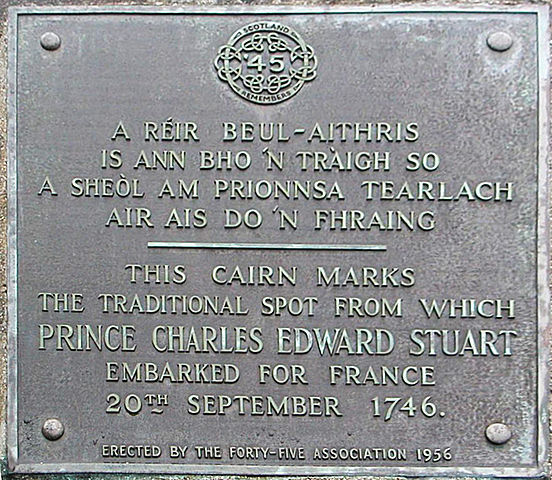 SCOTLAND
'45
REMEMBERS
A RÉIR BEUL-AITHRIS
IS ANN BHO 'N TRÀIGH SO
A SHEÒL AM PRIONNSA TEARLACH
AIR AIS DO 'N FHRAING
THIS CAIRN MARKS
THE TRADITIONAL SPOT FROM WHICH
PRINCE CHARLES EDWARD STUART
EMBARKED FOR FRANCE
20TH SEPTEMBER 1746.
ERECTED BY THE FORTY-FIVE ASSOCIATION 1956